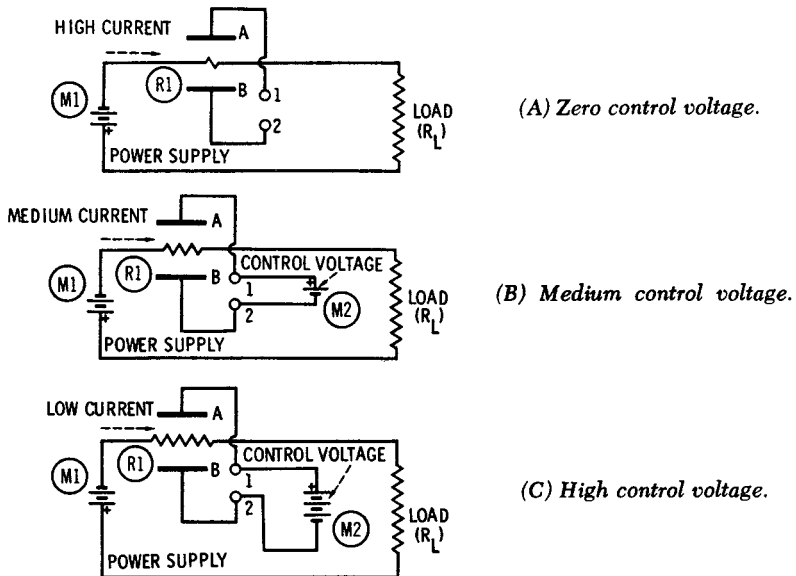 HIGH CURRENT
A
M1
R1
B
1
2
+
LOAD
(RL)
POWER SUPPLY
(A) Zero control voltage.
MEDIUM CURRENT
A
M1
R1
B
CONTROL VOLTAGE
1
+
2
M2
+
LOAD
(RL)
POWER SUPPLY
(B) Medium control voltage.
LOW CURRENT
A
M1
R1
B
CONTROL VOLTAGE
1
+
2
M2
+
LOAD
(RL)
POWER SUPPLY
(C) High control voltage.